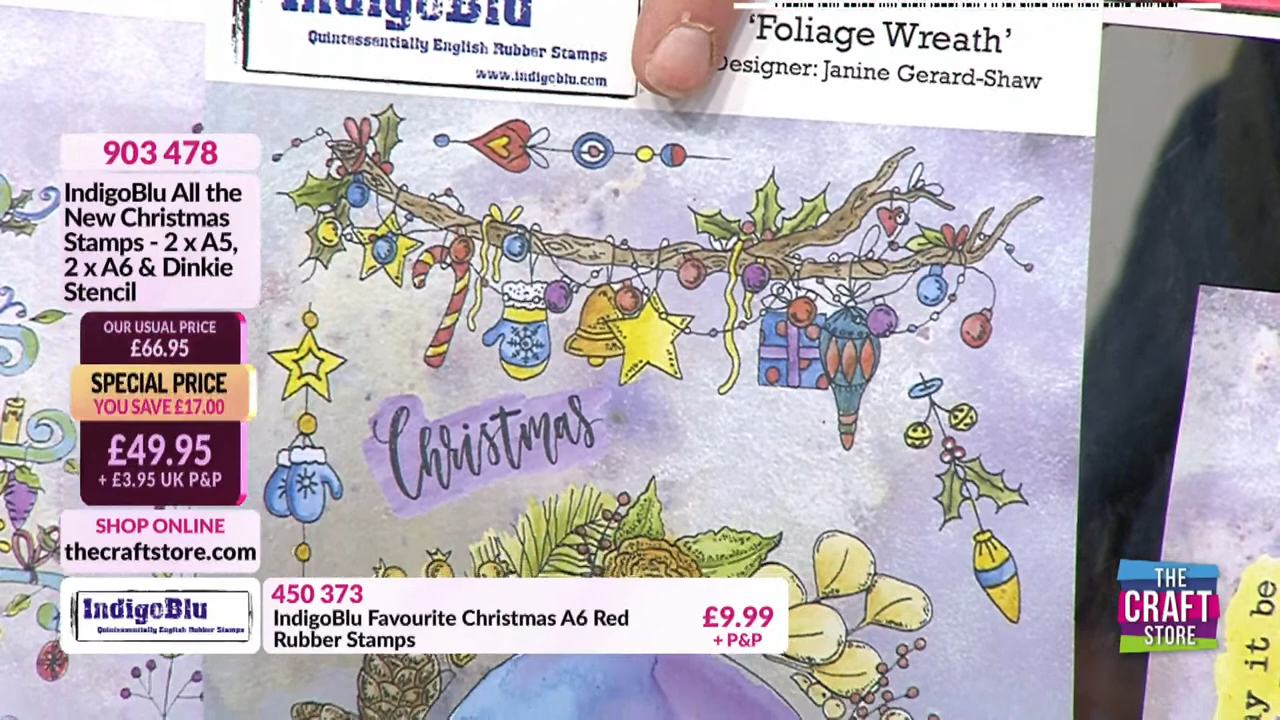 IndigoBlu
Quintessentially English Rubber Stamps
www.indigoblu.com
'Foliage Wreath'
Designer: Janine Gerard-Shaw
903 478
IndigoBlu All the
New Christmas
Stamps - 2 x A5,
2 x A6 & Dinkie
Stencil
OUR USUAL PRICE
£66.95
SPECIAL PRICE
YOU SAVE £17.00
£49.95
+ £3.95 UK P&P
SHOP ONLINE
thecraftstore.com
Christmas
IndigoBlu
Quintessentially English Rubber Stamps
450 373
IndigoBlu Favourite Christmas A6 Red
Rubber Stamps
£9.99
+ P&P
THE
CRAFT
STORE
it be